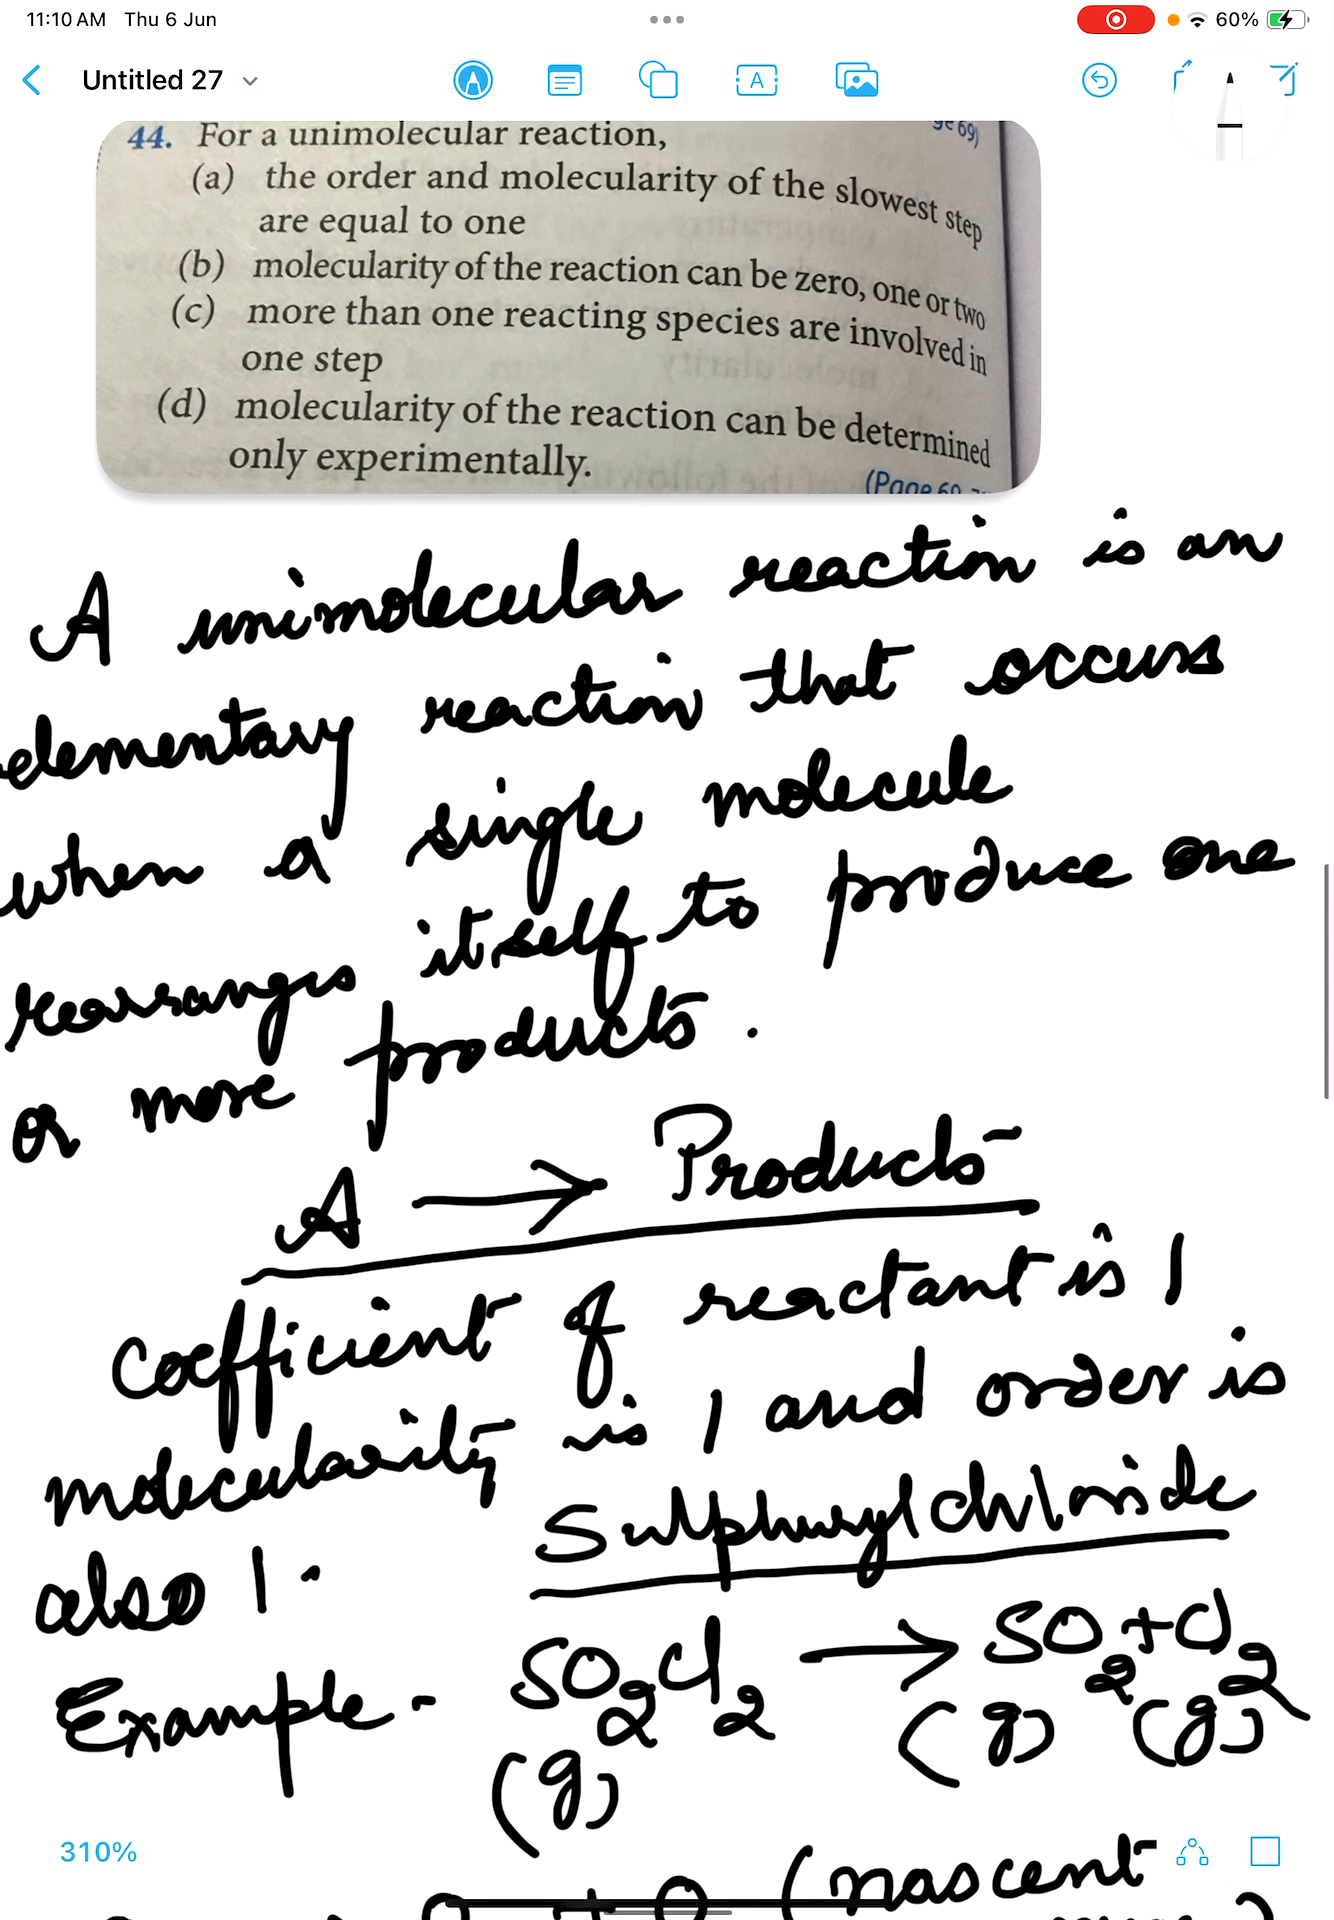 11:10 AM Thu 6 Jun
60%
Untitled 27
A
ge 69)
44. For a unimolecular reaction,
(a) the order and molecularity of the slowest step
are equal to one
(b) molecularity of the reaction can be zero, one or two
(c) more than one reacting species are involved in
one step
(d) molecularity of the reaction can be determined
only experimentally.
(Page 69
A unimolecular reaction is an
elementary reaction that occurs
when a single molecule
rearranges itself to produce one
or more products.
A → Products
Coefficient of reactant is 1
molecularity is 1 and order is
also 1.
Sulphuryl chloride
Example - SO2Cl2 → SO2 + Cl2
(g) (g) (g)
310%
(nascent